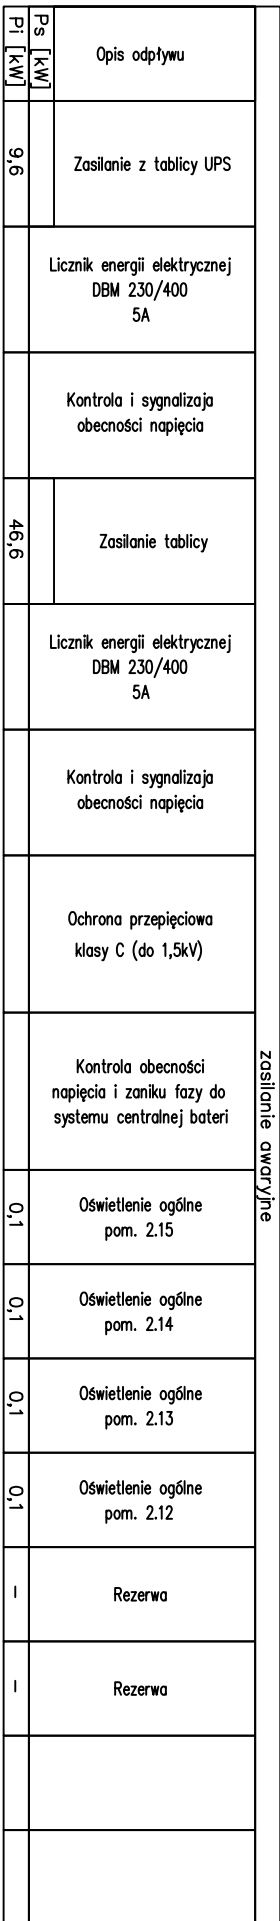 Pi [kW]
Ps [kW]
Opis odpływu
9,6
Zasilanie z tablicy UPS
Licznik energii elektrycznej
DBM 230/400
5A
Kontrola i sygnalizaja
obecności napięcia
46,6
Zasilanie tablicy
Licznik energii elektrycznej
DBM 230/400
5A
Kontrola i sygnalizaja
obecności napięcia
Ochrona przepięciowa
klasy C (do 1,5kV)
Kontrola obecności
napięcia i zaniku fazy do
systemu centralnej bateri
zasilanie awaryjne
0,1
Oświetlenie ogólne
pom. 2.15
0,1
Oświetlenie ogólne
pom. 2.14
0,1
Oświetlenie ogólne
pom. 2.13
0,1
Oświetlenie ogólne
pom. 2.12
–
Rezerwa
–
Rezerwa